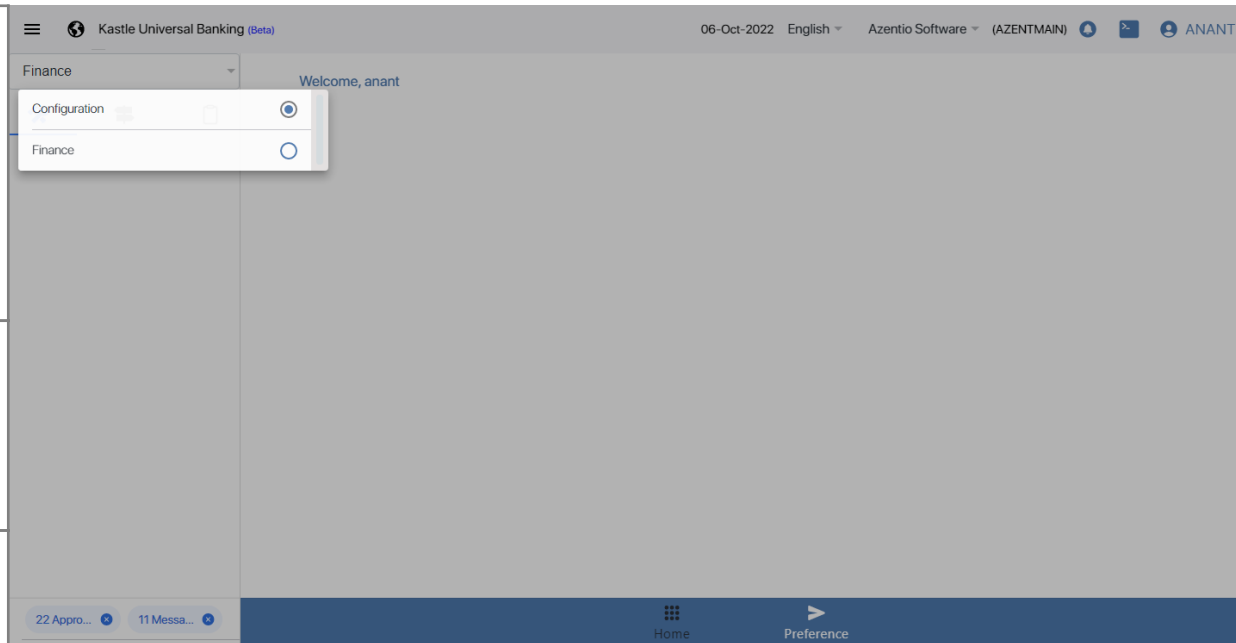 Kastle Universal Banking (Beta)
06-Oct-2022 English Azentio Software (AZENTMAIN) ANANT
Finance
Welcome, anant
Configuration
Finance
22 Appro... 11 Messa...
Home Preference